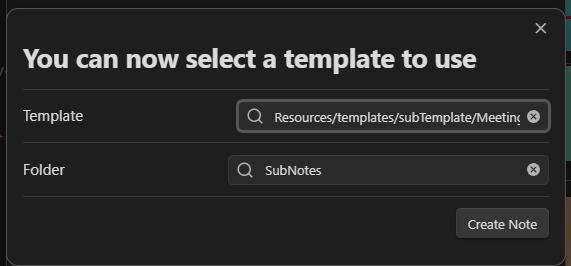 You can now select a template to use
Template
Resources/templates/subTemplate/Meeting
Folder
SubNotes
Create Note